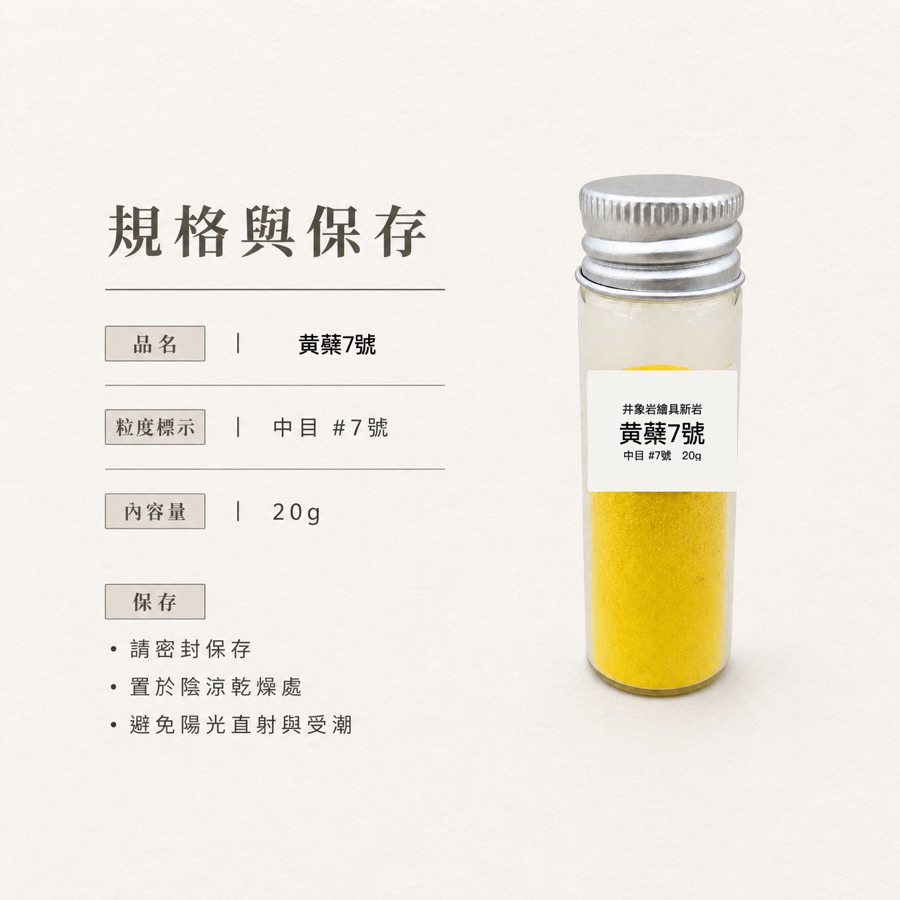 規格與保存
品名 | 黄蘗7號
粒度標示 | 中目 #7號
內容量 | 20g
保存
• 請密封保存
• 置於陰涼乾燥處
• 避免陽光直射與受潮
井象岩繪具新岩
黄蘗7號
中目 #7號 20g